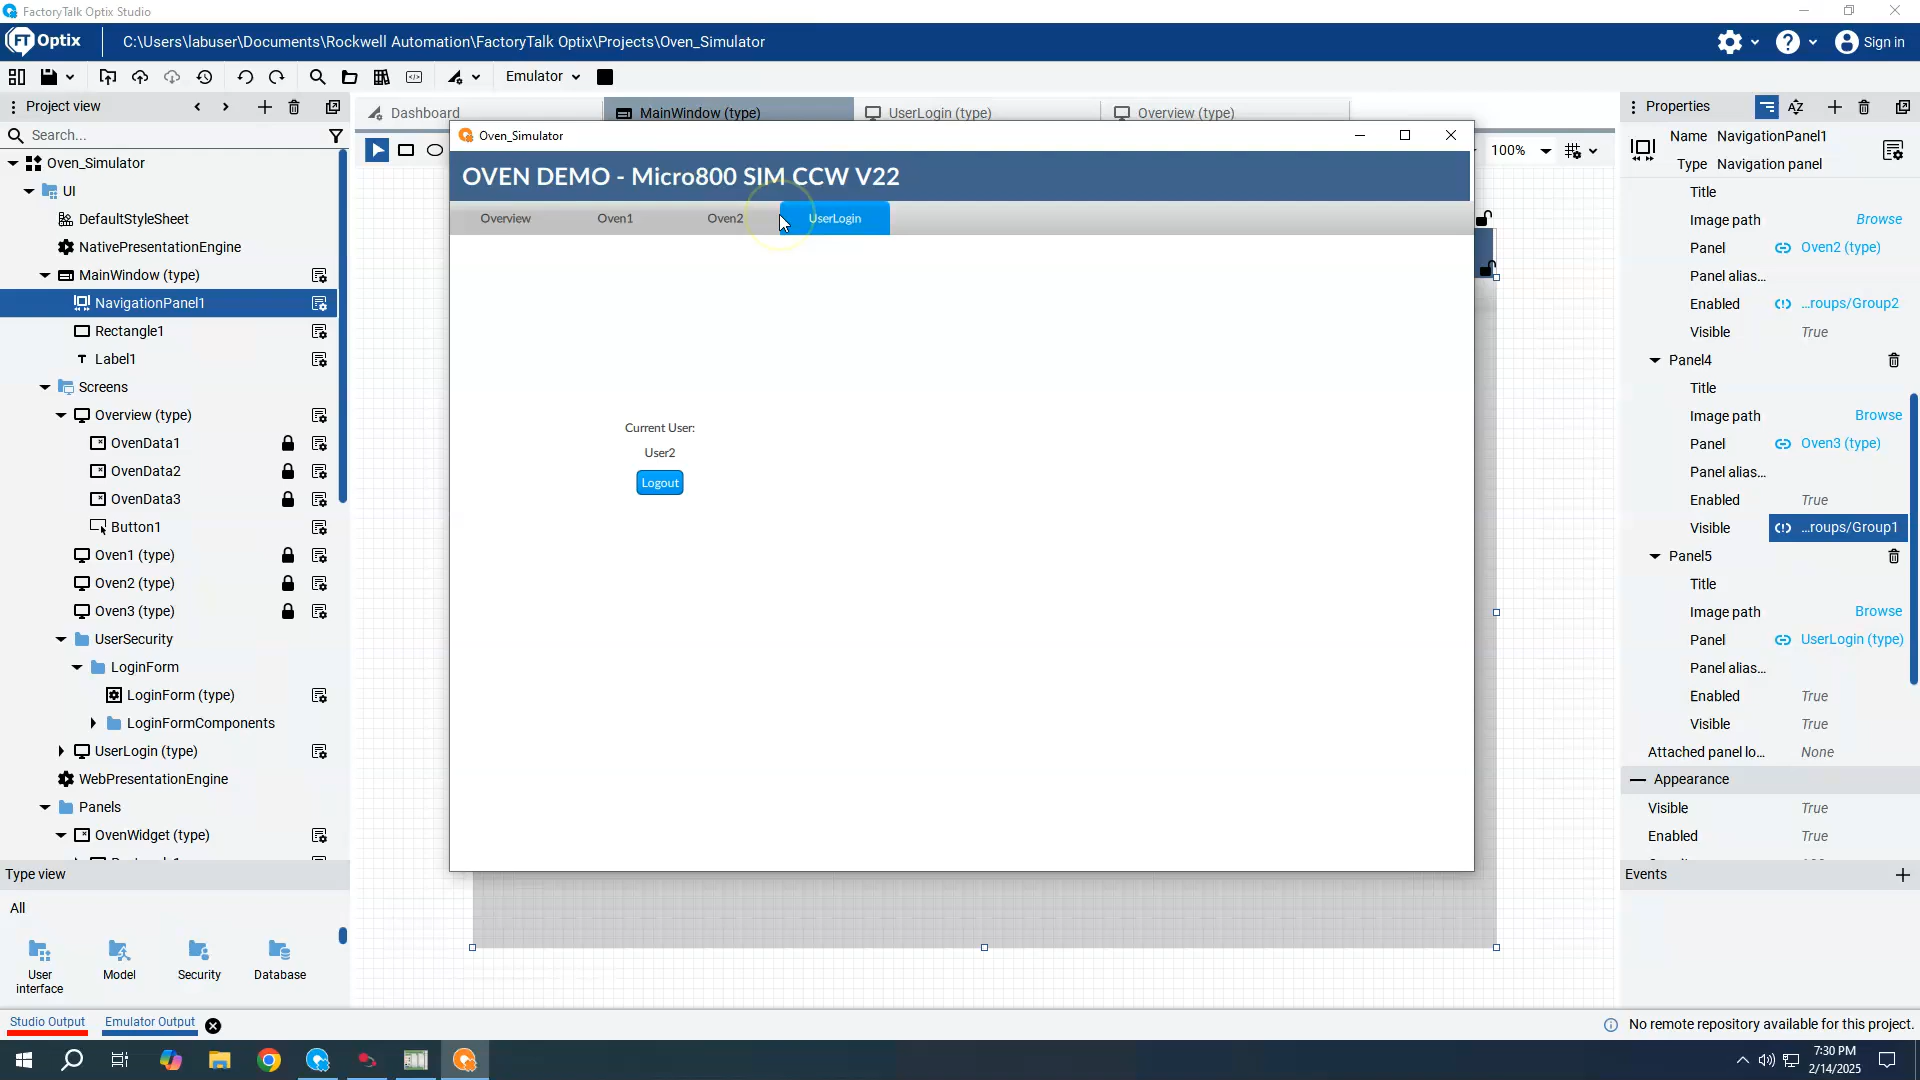 FactoryTalk Optix Studio
FT Optix
C:\Users\labuser\Documents\Rockwell Automation\FactoryTalk Optix\Projects\Oven_Simulator
Sign in
Emulator
Project view
Search...
Oven_Simulator
UI
DefaultStyleSheet
NativePresentationEngine
MainWindow (type)
NavigationPanel1
Rectangle1
Label1
Screens
Overview (type)
OvenData1
OvenData2
OvenData3
Button1
Oven1 (type)
Oven2 (type)
Oven3 (type)
UserSecurity
LoginForm
LoginForm (type)
LoginFormComponents
UserLogin (type)
WebPresentationEngine
Panels
OvenWidget (type)
Type view
All
User interface
Model
Security
Database
Dashboard
MainWindow (type)
UserLogin (type)
Overview (type)
100%
Oven_Simulator
OVEN DEMO - Micro800 SIM CCW V22
Overview
Oven1
Oven2
UserLogin
Current User:
User2
Logout
Properties
Name NavigationPanel1
Type Navigation panel
Title
Image path Browse
Panel Oven2 (type)
Panel alias...
Enabled ...roups/Group2
Visible True
Panel4
Title
Image path Browse
Panel Oven3 (type)
Panel alias...
Enabled True
Visible ...roups/Group1
Panel5
Title
Image path Browse
Panel UserLogin (type)
Panel alias...
Enabled True
Visible True
Attached panel lo... None
Appearance
Visible True
Enabled True
Events
Studio Output
Emulator Output
No remote repository available for this project.
7:30 PM
2/14/2025